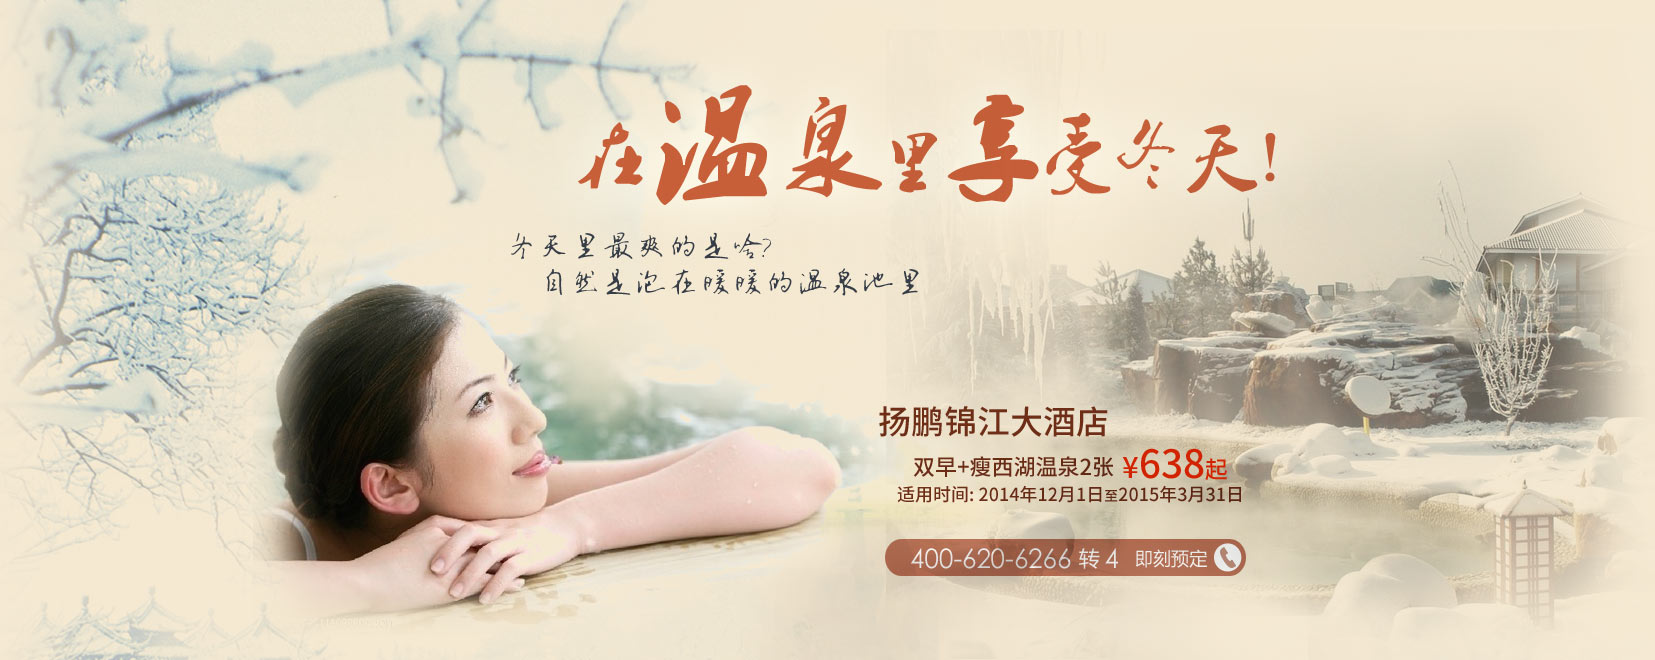 在温泉里享受冬天!
冬天里最爽的是啥?
自然是泡在暖暖的温泉池里
扬鹏锦江大酒店
双早+瘦西湖温泉2张 ¥638起
适用时间: 2014年12月1日至2015年3月31日
400-620-6266 转 4 即刻预定